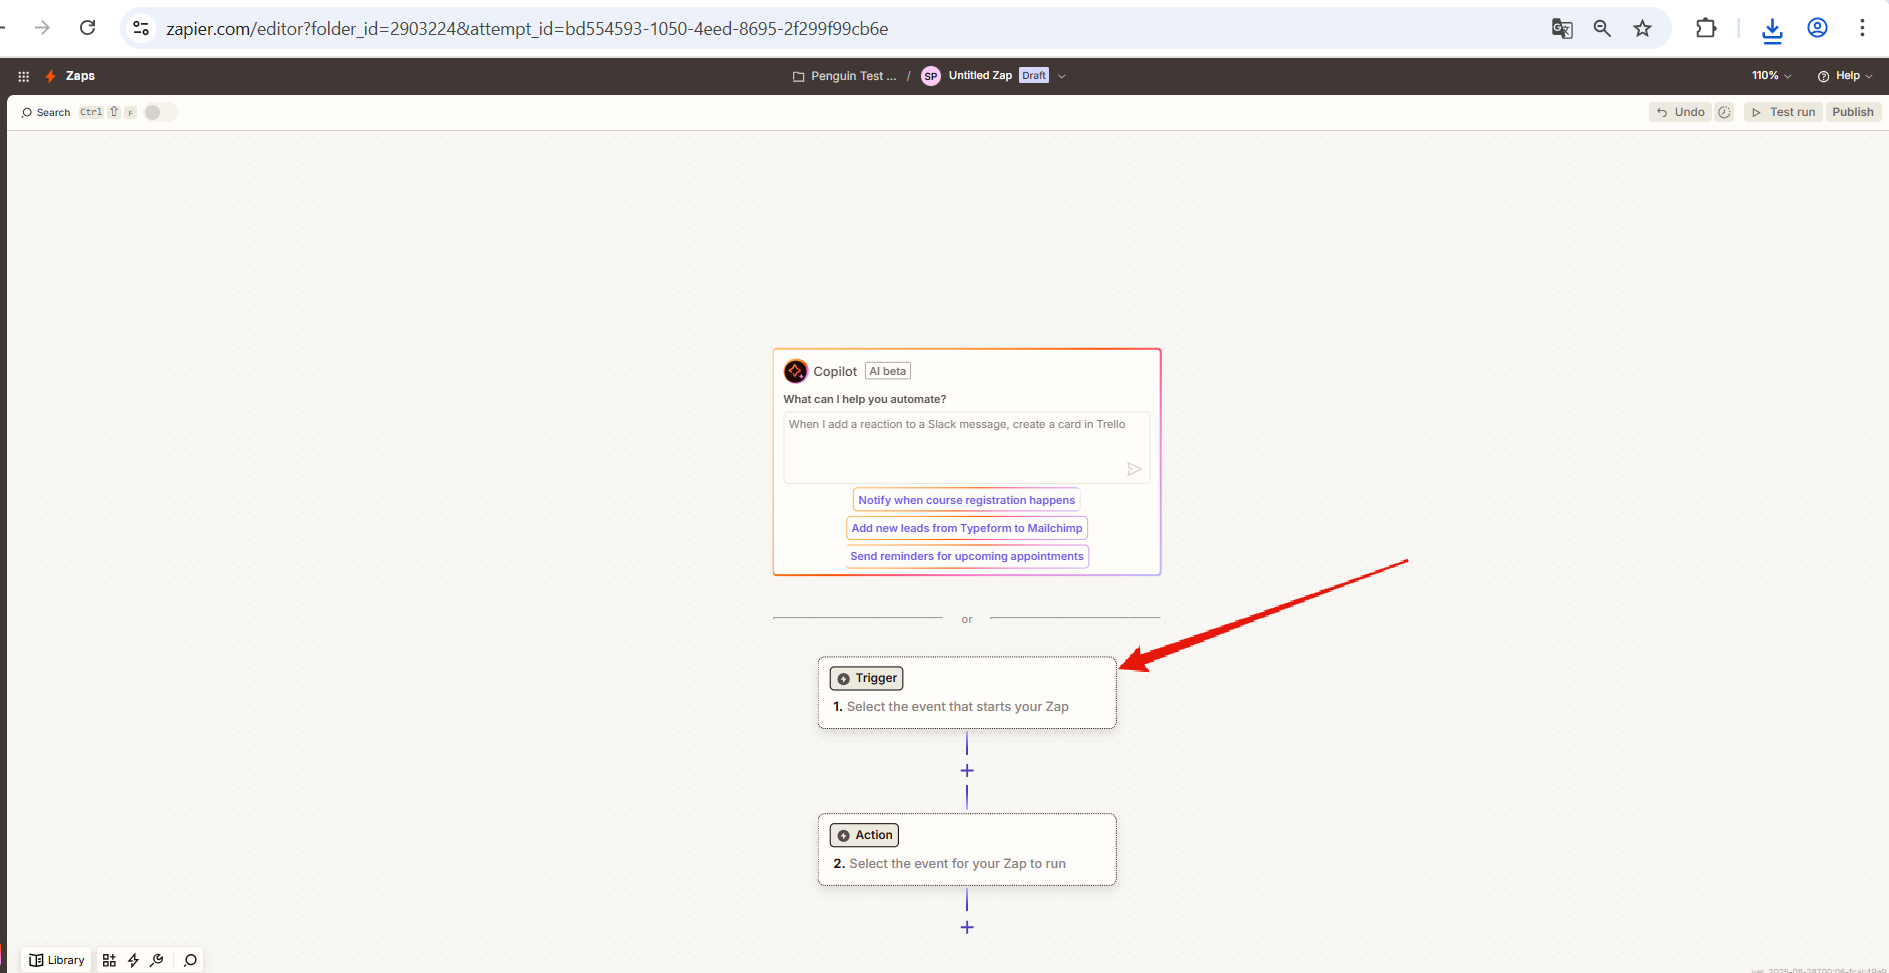 zapier.com/editor?folder_id=2903224&attempt_id=bd554593-1050-4eed-8695-2f299f99cb6e
Zaps
Penguin Test ... / SP Untitled Zap Draft
110%
Help
Search Ctrl ⇧ F
Undo
Test run
Publish
Copilot AI beta
What can I help you automate?
When I add a reaction to a Slack message, create a card in Trello
Notify when course registration happens
Add new leads from Typeform to Mailchimp
Send reminders for upcoming appointments
or
Trigger
1. Select the event that starts your Zap
Action
2. Select the event for your Zap to run
Library